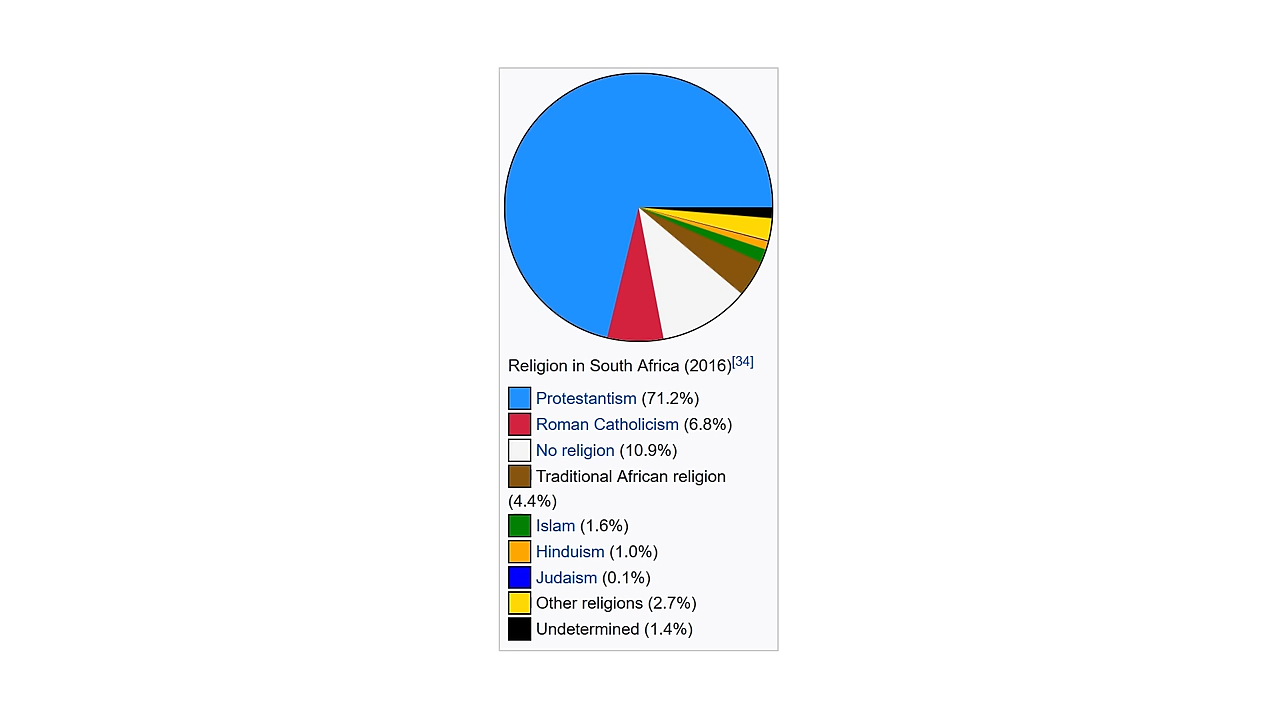 Religion in South Africa (2016)[34]
Protestantism (71.2%)
Roman Catholicism (6.8%)
No religion (10.9%)
Traditional African religion
(4.4%)
Islam (1.6%)
Hinduism (1.0%)
Judaism (0.1%)
Other religions (2.7%)
Undetermined (1.4%)